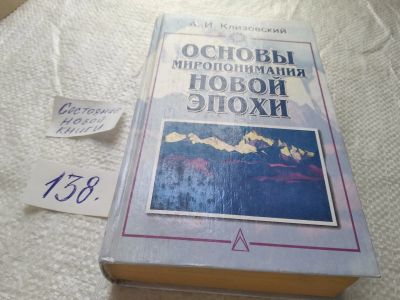 А. И. Клизовский
ОСНОВЫ
МИРОПОНИМАНИЯ
НОВОЙ
ЭПОХИ
Состояние
новой
книги
138.